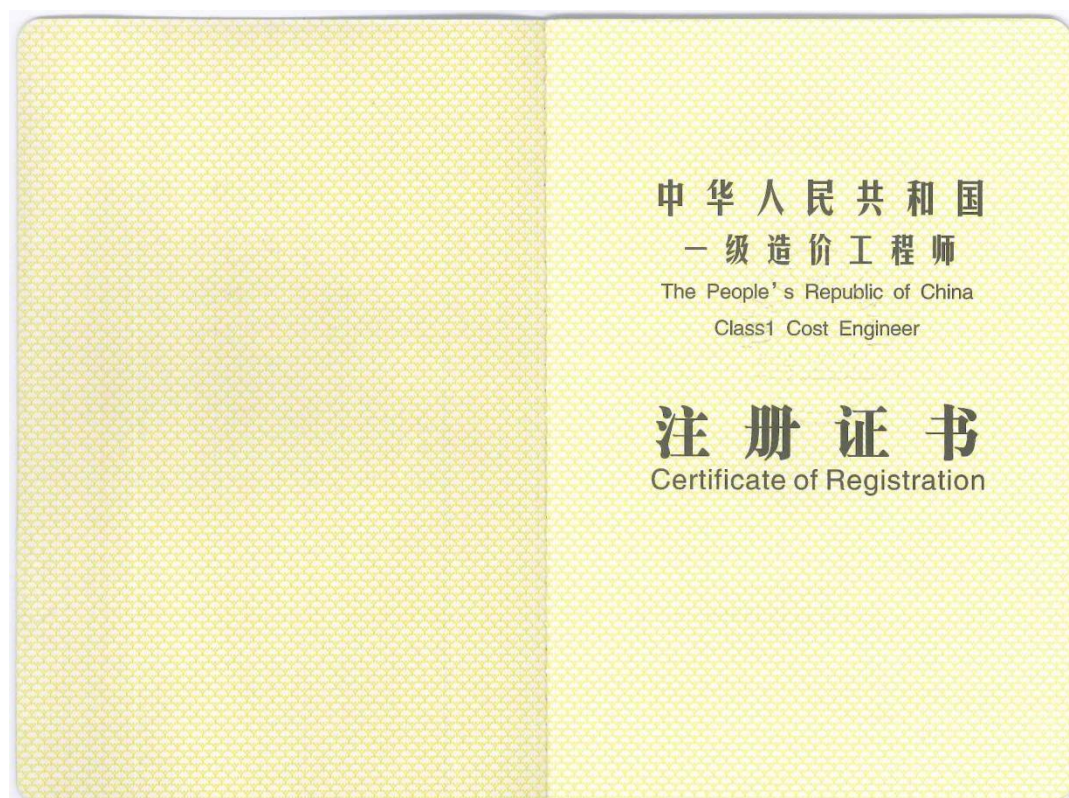 中华人民共和国
一级造价工程师
The People's Republic of China
Class1 Cost Engineer
注册证书
Certificate of Registration